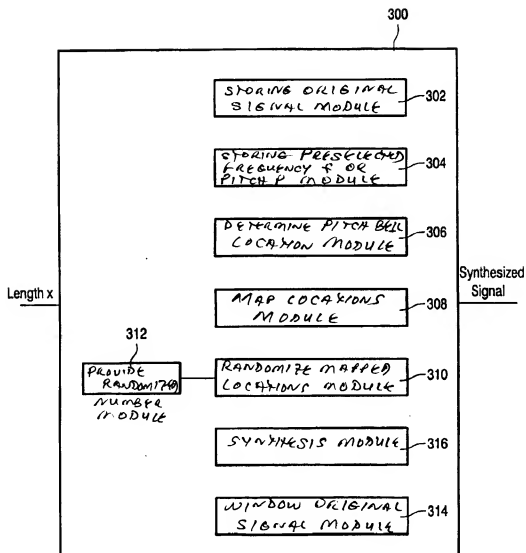 300
STORING ORIGINAL
SIGNAL MODULE
302
STORING PRESELECTED
FREQUENCY f OR
PITCH P MODULE
304
DETERMINE PITCH BELL
LOCATION MODULE
306
Length x
Synthesized
Signal
MAP LOCATIONS
MODULE
308
312
PROVIDE
RANDOMIZED
NUMBER
MODULE
RANDOMIZE MAPPED
LOCATIONS MODULE
310
SYNTHESIS MODULE
316
WINDOW ORIGINAL
SIGNAL MODULE
314